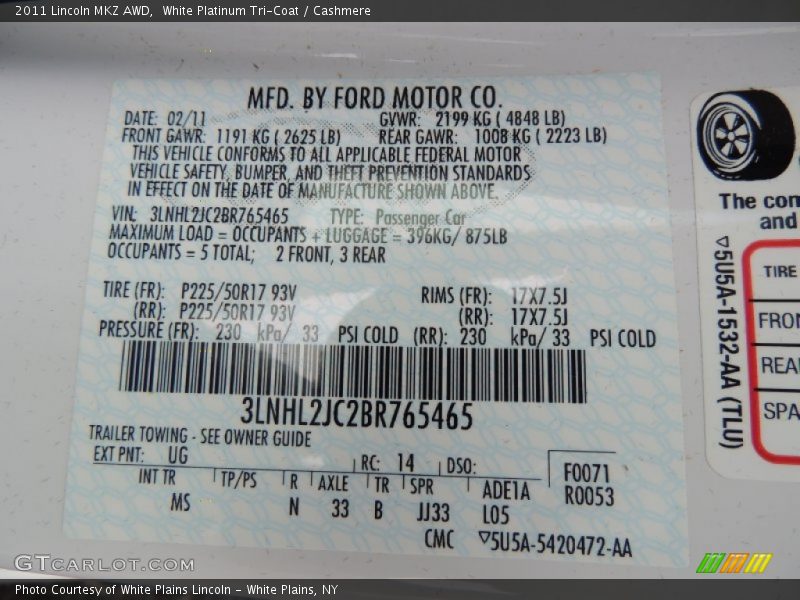 2011 Lincoln MKZ AWD,  White Platinum Tri-Coat / Cashmere
MFD. BY FORD MOTOR CO.
DATE: 02/11 GVWR: 2199 KG ( 4848 LB)
FRONT GAWR: 1191 KG ( 2625 LB) REAR GAWR: 1008 KG ( 2223 LB)
THIS VEHICLE CONFORMS TO ALL APPLICABLE FEDERAL MOTOR
VEHICLE SAFETY, BUMPER, AND THEFT PREVENTION STANDARDS
IN EFFECT ON THE DATE OF MANUFACTURE SHOWN ABOVE.
VIN: 3LNHL2JC2BR765465 TYPE: Passenger Car
MAXIMUM LOAD = OCCUPANTS + LUGGAGE = 396KG/ 875LB
OCCUPANTS = 5 TOTAL; 2 FRONT, 3 REAR
TIRE (FR): P225/50R17 93V RIMS (FR): 17X7.5J
(RR): P225/50R17 93V (RR): 17X7.5J
PRESSURE (FR): 230 kPa/ 33 PSI COLD (RR): 230 kPa/ 33 PSI COLD
3LNHL2JC2BR765465
TRAILER TOWING - SEE OWNER GUIDE
EXT PNT: UG RC: 14 DSO: F0071
INT TR TP/PS R AXLE TR SPR ADE1A R0053
MS N 33 B JJ33 L05
CMC ▽5U5A-5420472-AA
The con
and
▽5U5A-1532-AA (TLU)
TIRE
FRON
REA
SPA
GTCARLOT.COM
Photo Courtesy of White Plains Lincoln - White Plains, NY